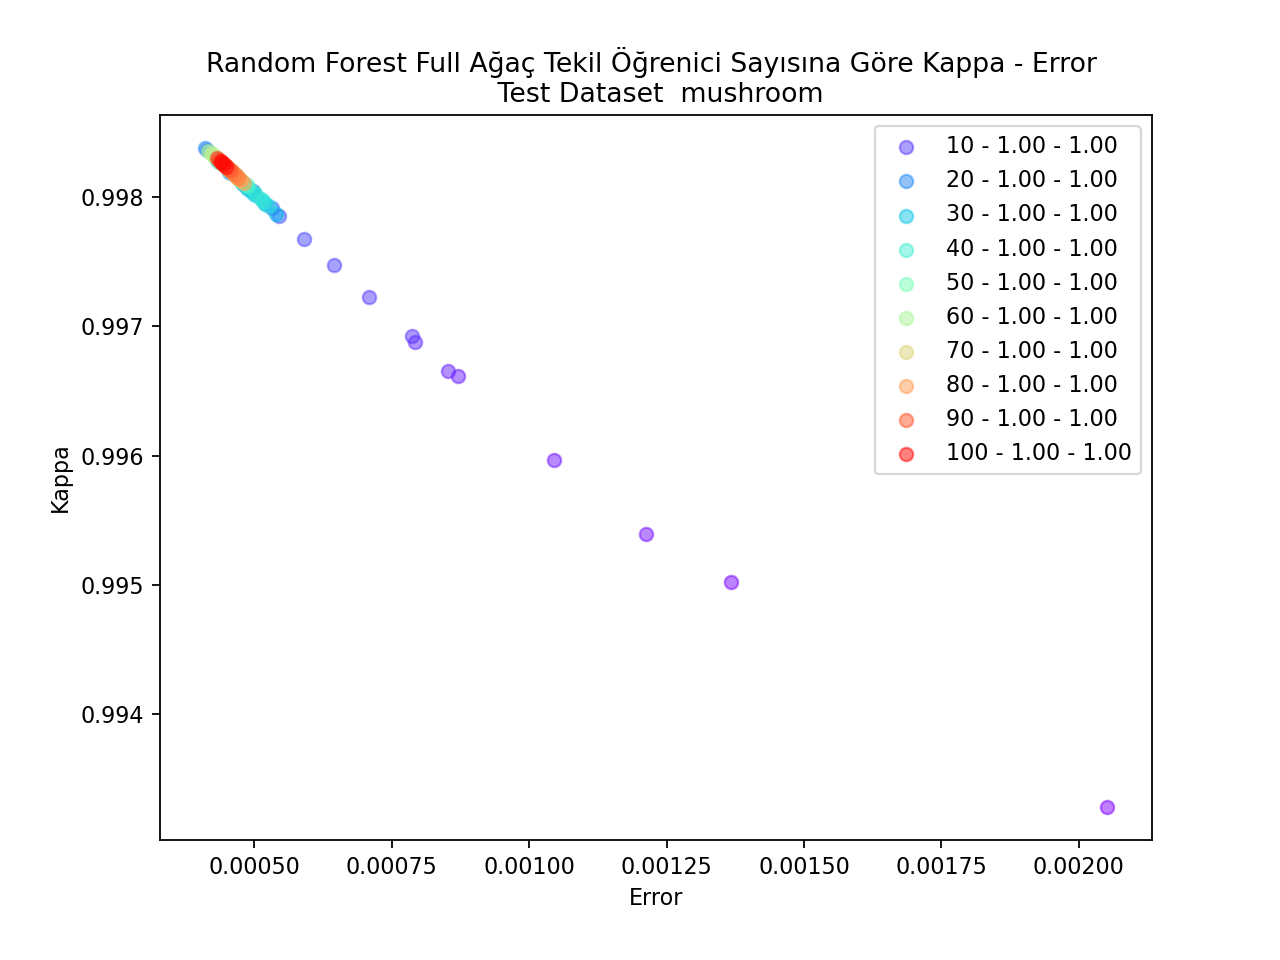 Random Forest Full Ağaç Tekil Öğrenici Sayısına Göre Kappa - Error
Test Dataset  mushroom
10 - 1.00 - 1.00
20 - 1.00 - 1.00
30 - 1.00 - 1.00
40 - 1.00 - 1.00
50 - 1.00 - 1.00
60 - 1.00 - 1.00
70 - 1.00 - 1.00
80 - 1.00 - 1.00
90 - 1.00 - 1.00
100 - 1.00 - 1.00
Kappa
0.998
0.997
0.996
0.995
0.994
0.00050 0.00075 0.00100 0.00125 0.00150 0.00175 0.00200
Error